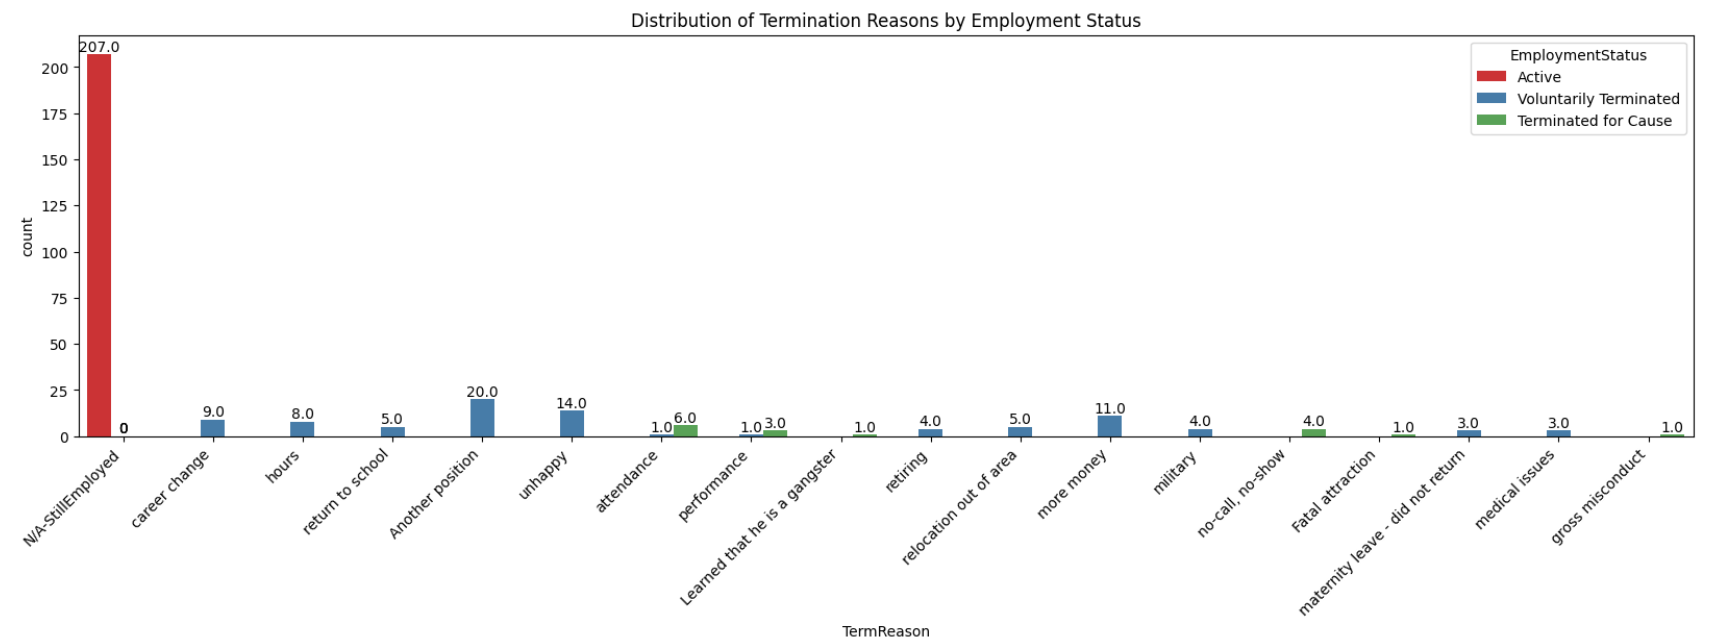 Distribution of Termination Reasons by Employment Status
EmploymentStatus
Active
Voluntarily Terminated
Terminated for Cause
count
200
175
150
125
100
75
50
25
0
207.0
0
9.0
8.0
5.0
20.0
14.0
1.0
6.0
1.0
3.0
1.0
4.0
5.0
11.0
4.0
4.0
1.0
3.0
3.0
1.0
N/A-StillEmployed
career change
hours
return to school
Another position
unhappy
attendance
performance
Learned that he is a gangster
retiring
relocation out of area
more money
military
no-call, no-show
Fatal attraction
maternity leave - did not return
medical issues
gross misconduct
TermReason